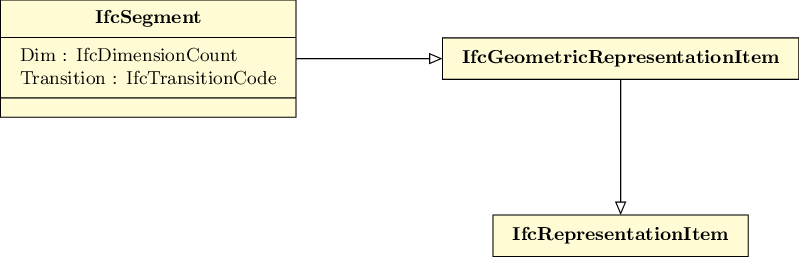 IfcSegment
Dim : IfcDimensionCount
Transition : IfcTransitionCode
IfcGeometricRepresentationItem
IfcRepresentationItem